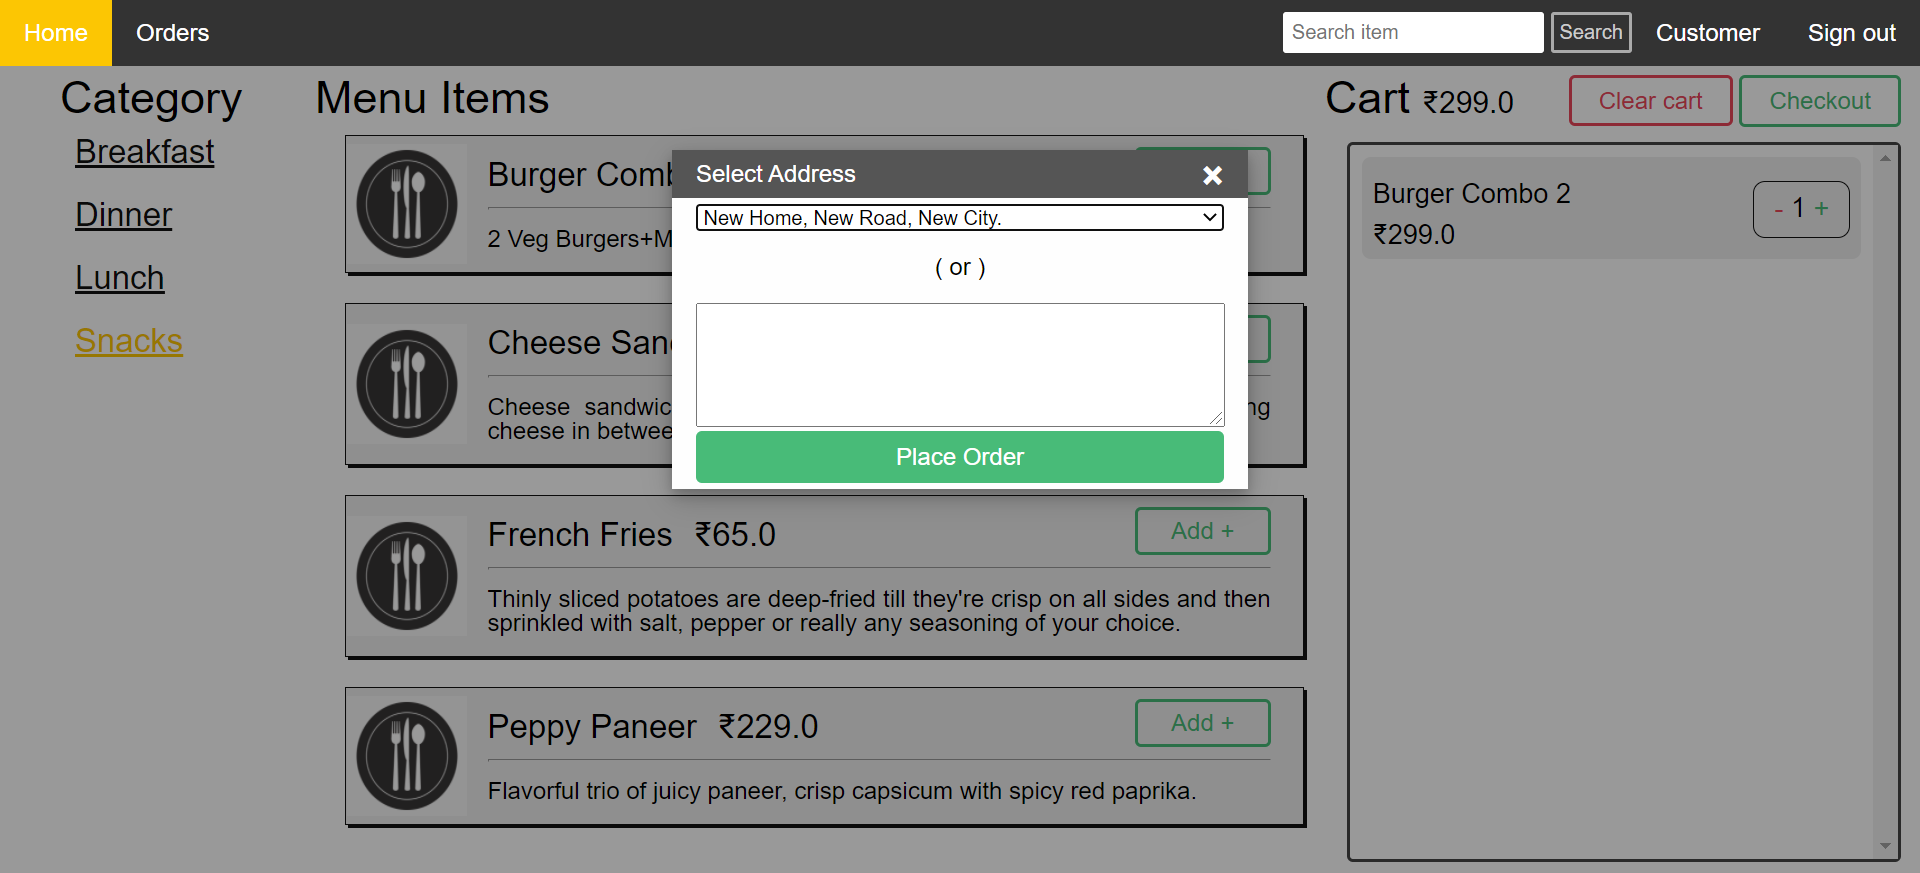 Home Orders Search item Search Customer Sign out
Category
Breakfast
Dinner
Lunch
Snacks
Menu Items
Burger Comb
2 Veg Burgers+M
Cheese San
Cheese sandwic ng
cheese in betwee
French Fries ₹65.0 Add +
Thinly sliced potatoes are deep-fried till they're crisp on all sides and then
sprinkled with salt, pepper or really any seasoning of your choice.
Peppy Paneer ₹229.0 Add +
Flavorful trio of juicy paneer, crisp capsicum with spicy red paprika.
Select Address ×
New Home, New Road, New City.
( or )
Place Order
Cart ₹299.0 Clear cart Checkout
Burger Combo 2
₹299.0
- 1 +